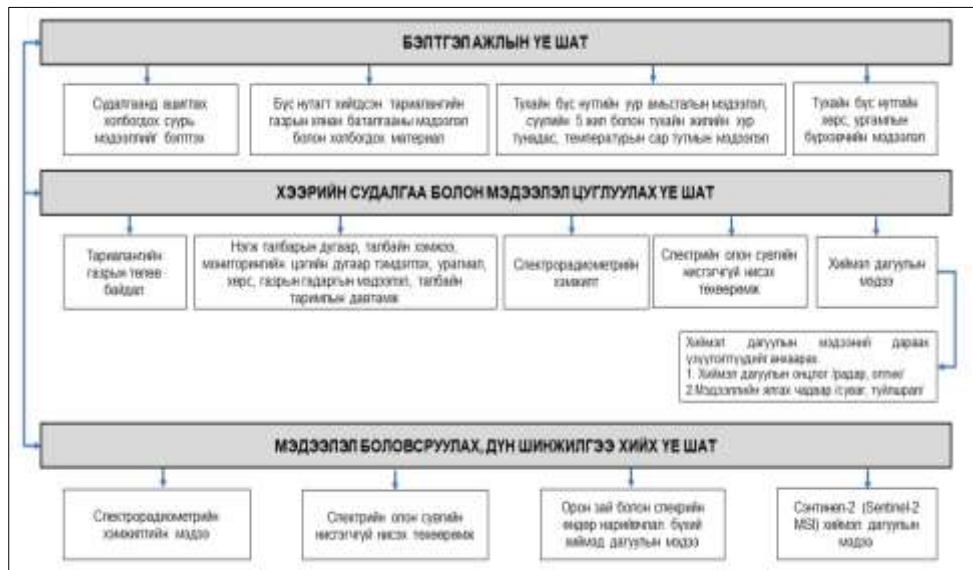 БЭЛТГЭЛ АЖЛЫН ҮЕ ШАТ
Судалгаанд ашиглах
холбогдох суурь
мэдээллийг бэлтгэх
Бүс нутагт хийгдсэн тариалангийн
газрын хянан баталгааны мэдээлэл
болон холбогдох материал
Тухайн бүс нутгийн уур амьсгалын мэдээлэл,
сүүлийн 5 жил болон тухайн жилийн хур
тунадас, температурын сар тутмын мэдээлэл
Тухайн бүс нутгийн
хөрс, ургамлын
бүрхэвчийн мэдээлэл
ХЭЭРИЙН СУДАЛГАА БОЛОН МЭДЭЭЛЭЛ ЦУГЛУУЛАХ ҮЕ ШАТ
Тариалангийн
газрын төлөв
байдал
Нэгж талбарын дугаар, талбайн хэмжээ,
мониторингийн цэгийн дугаар тэмдэглэх, ургамал,
хөрс, газрын гадаргын мэдээлэл, талбайн
таримлын давтамж
Спектрорадиометрийн
хэмжилт
Спектрийн олон сувгийн
нисгэгчгүй нисэх
төхөөрөмж
Хиймэл дагуулын
мэдээ
Хиймэл дагуулын мэдээний дараах
үзүүлэлтүүдийг анхаарах.
1. Хиймэл дагуулын онцлог /радар, оптик/
2.Мэдээллийн ялгах чадвар /суваг, туйлшрал/
МЭДЭЭЛЭЛ БОЛОВСРУУЛАХ, ДҮН ШИНЖИЛГЭЭ ХИЙХ ҮЕ ШАТ
Спектрорадиометрийн
хэмжилтийн мэдээ
Спектрийн олон сувгийн
нисгэгчгүй нисэх төхөөрөмж
Орон зай болон спекрийн
өндөр нарийвчлал бүхий
хиймэл дагуулын мэдээ
Сэнтинел-2 (Sentinel-2
MSI) хиймэл дагуулын
мэдээ